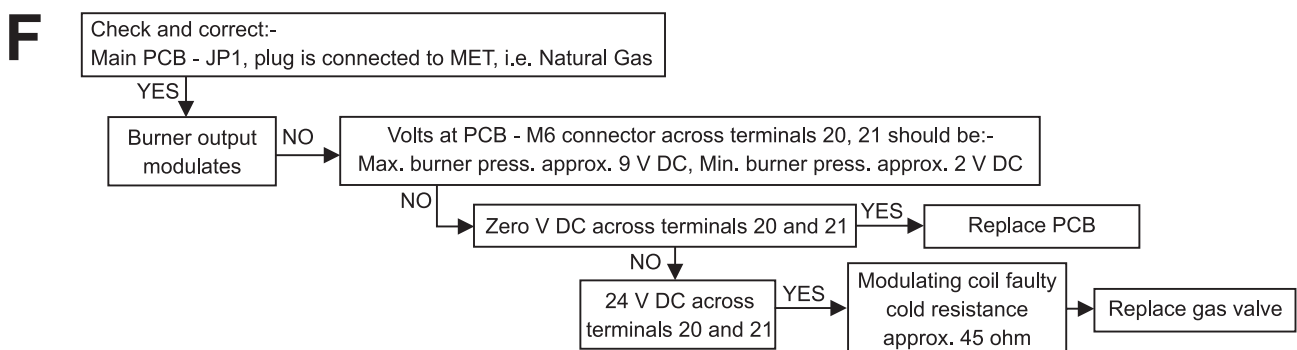 F
Check and correct:-
Main PCB - JP1, plug is connected to MET, i.e. Natural Gas
YES
Burner output
modulates
NO
Volts at PCB - M6 connector across terminals 20, 21 should be:-
Max. burner press. approx. 9 V DC, Min. burner press. approx. 2 V DC
NO
Zero V DC across terminals 20 and 21
YES
Replace PCB
NO
24 V DC across
terminals 20 and 21
YES
Modulating coil faulty
cold resistance
approx. 45 ohm
Replace gas valve